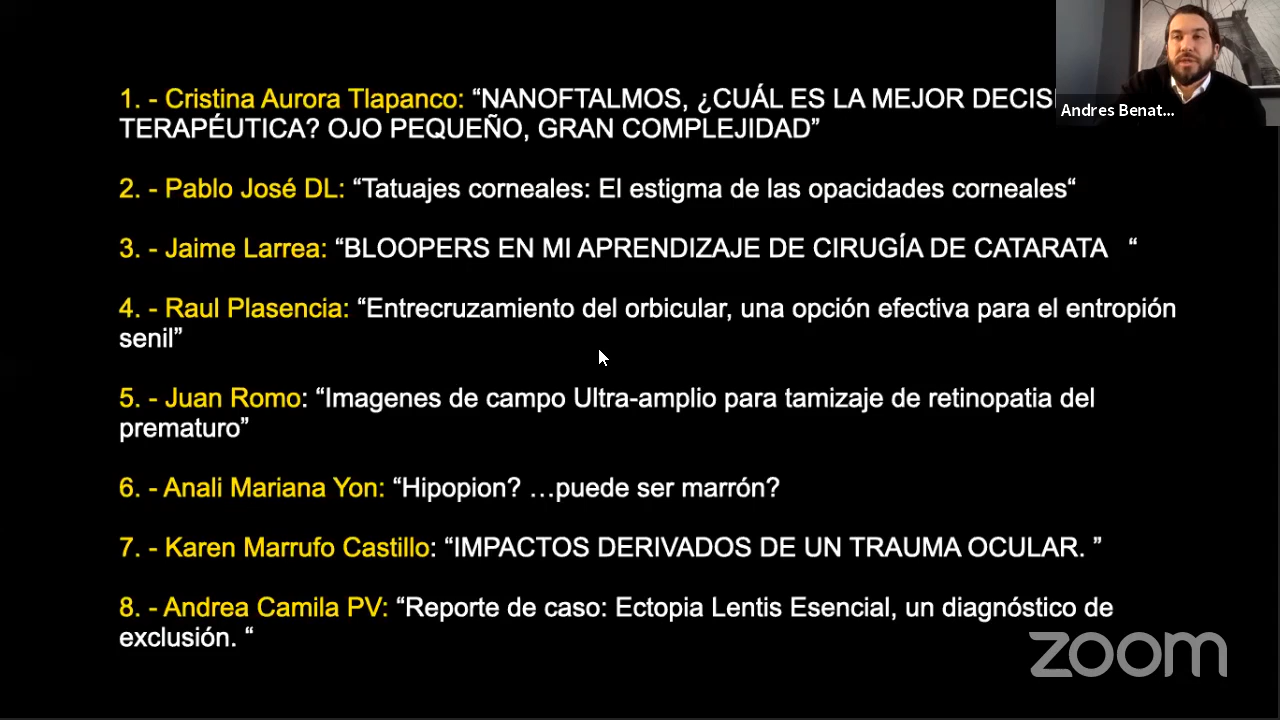 1. - Cristina Aurora Tlapanco: “NANOFTALMOS, ¿CUÁL ES LA MEJOR DECIS
TERAPÉUTICA? OJO PEQUEÑO, GRAN COMPLEJIDAD”
2. - Pablo José DL: “Tatuajes corneales: El estigma de las opacidades corneales“
3. - Jaime Larrea: “BLOOPERS EN MI APRENDIZAJE DE CIRUGÍA DE CATARATA “
4. - Raul Plasencia: “Entrecruzamiento del orbicular, una opción efectiva para el entropión
senil”
5. - Juan Romo: “Imagenes de campo Ultra-amplio para tamizaje de retinopatia del
prematuro”
6. - Anali Mariana Yon: “Hipopion? …puede ser marrón?
7. - Karen Marrufo Castillo: “IMPACTOS DERIVADOS DE UN TRAUMA OCULAR. ”
8. - Andrea Camila PV: “Reporte de caso: Ectopia Lentis Esencial, un diagnóstico de
exclusión. “
Andres Benat...
zoom